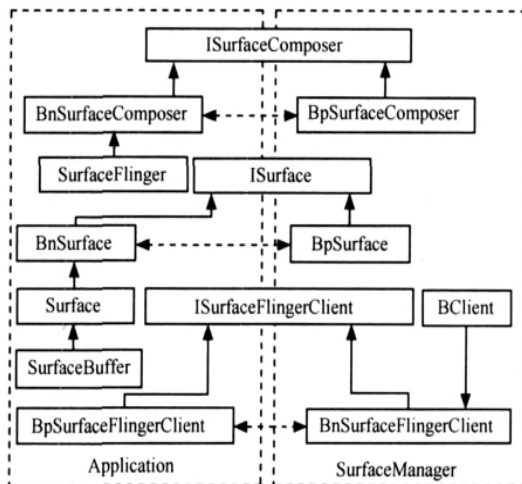 ISurfaceComposer
BnSurfaceComposer
BpSurfaceComposer
SurfaceFlinger
ISurface
BnSurface
BpSurface
Surface
ISurfaceFlingerClient
BClient
SurfaceBuffer
BpSurfaceFlingerClient
BnSurfaceFlingerClient
Application
SurfaceManager